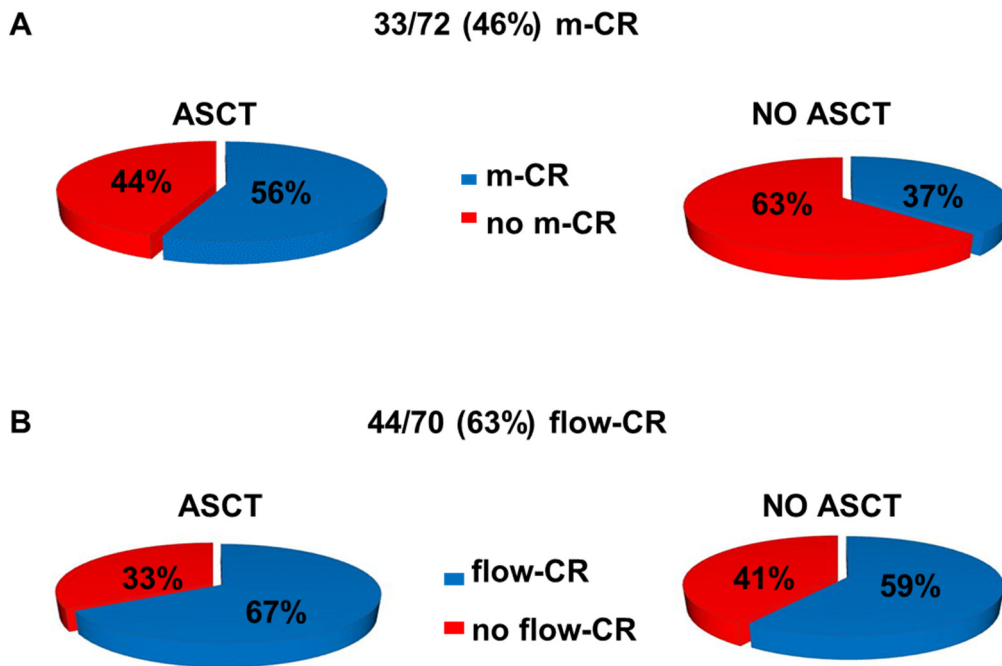 A
33/72 (46%) m-CR
ASCT
NO ASCT
44%
56%
m-CR
no m-CR
63%
37%
B
44/70 (63%) flow-CR
ASCT
NO ASCT
33%
67%
flow-CR
no flow-CR
41%
59%